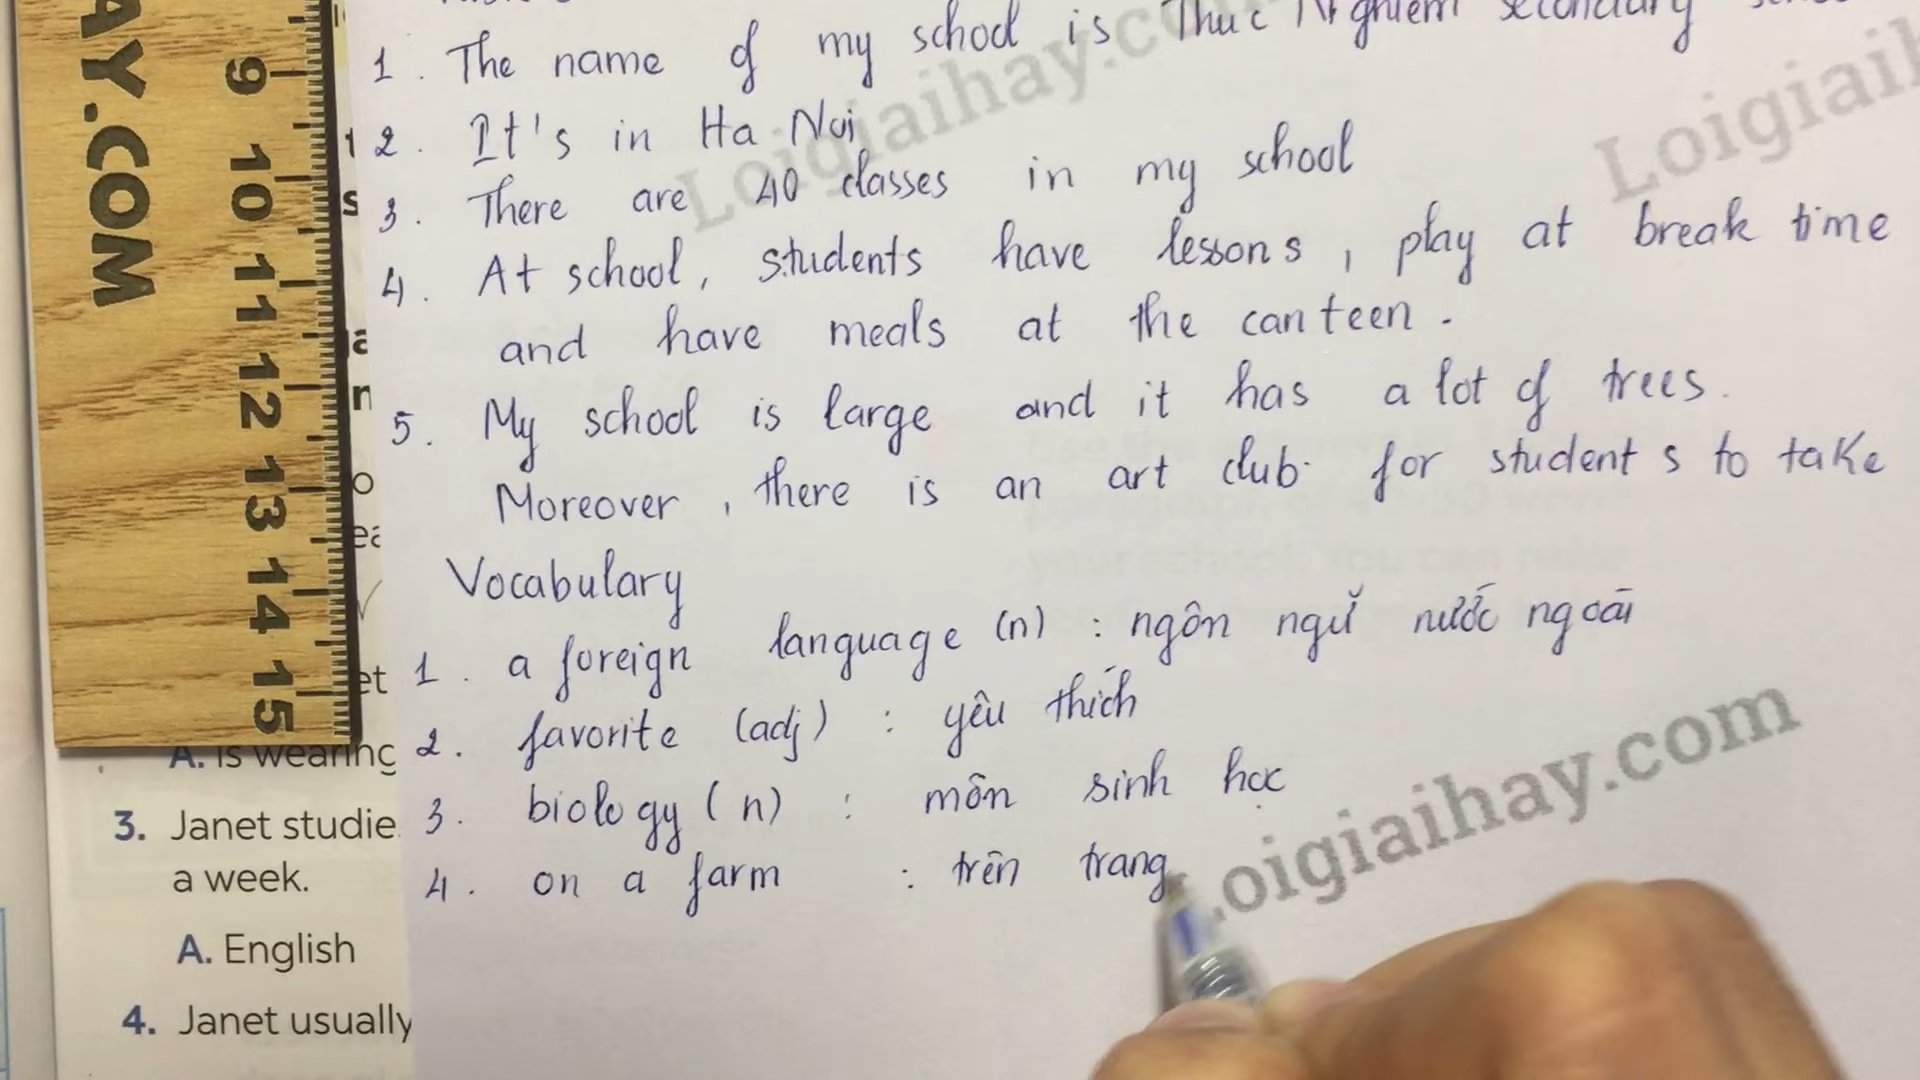 1. The name of my school is Thuc Nghiem secondary
2. It's in Ha Noi
3. There are 40 classes in my school
4. At school, students have lessons, play at break time
and have meals at the canteen.
5. My school is large and it has a lot of trees.
Moreover, there is an art club for students to take
Vocabulary
1. a foreign language (n) : ngôn ngữ nước ngoài
2. favorite (adj) : yêu thích
3. biology (n) : môn sinh học
4. on a farm : trên trang
AY.COM
9 10 11 12 13 14 15
A. is wearing
3. Janet studie
a week.
A. English
4. Janet usually
Loigiaihay.com
Loigiaih
Loigiaihay.com